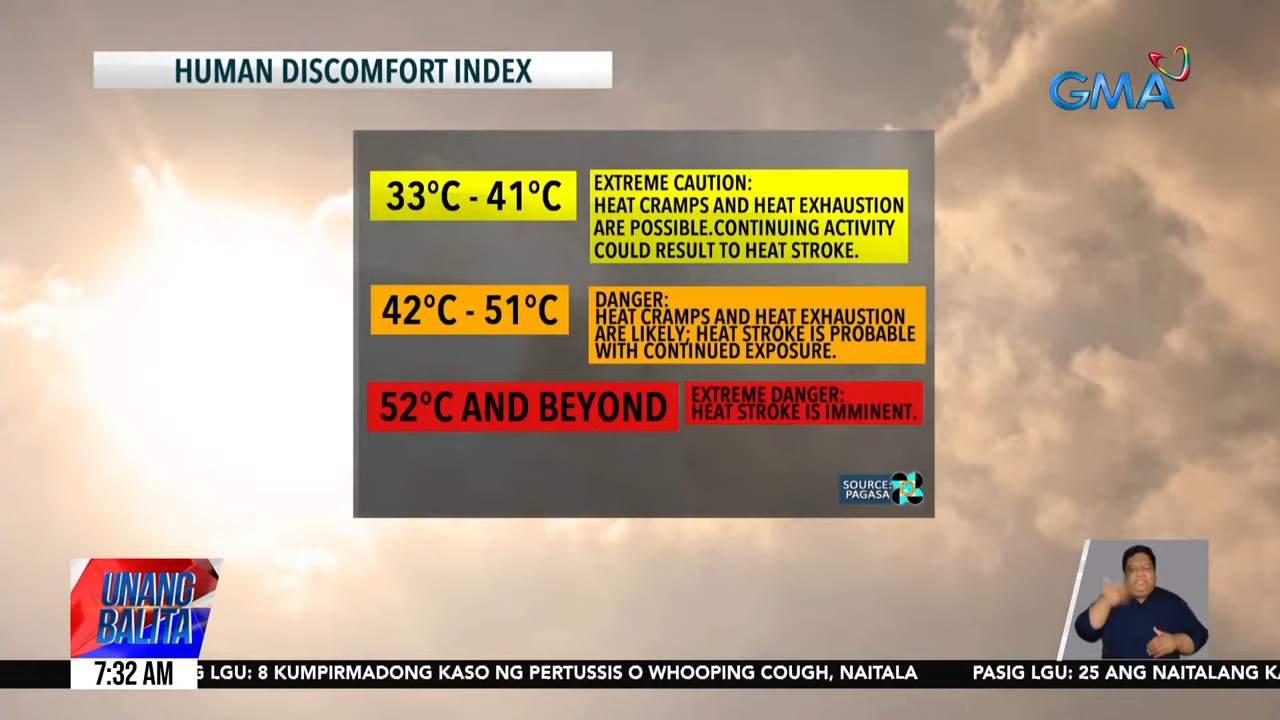 HUMAN DISCOMFORT INDEX
GMA
33°C - 41°C
EXTREME CAUTION:
HEAT CRAMPS AND HEAT EXHAUSTION
ARE POSSIBLE.CONTINUING ACTIVITY
COULD RESULT TO HEAT STROKE.
42°C - 51°C
DANGER:
HEAT CRAMPS AND HEAT EXHAUSTION
ARE LIKELY; HEAT STROKE IS PROBABLE
WITH CONTINUED EXPOSURE.
52°C AND BEYOND
EXTREME DANGER:
HEAT STROKE IS IMMINENT.
SOURCE:
PAGASA
UNANG
BALITA
7:32 AM
LGU: 8 KUMPIRMADONG KASO NG PERTUSSIS O WHOOPING COUGH, NAITALA PASIG LGU: 25 ANG NAITALANG